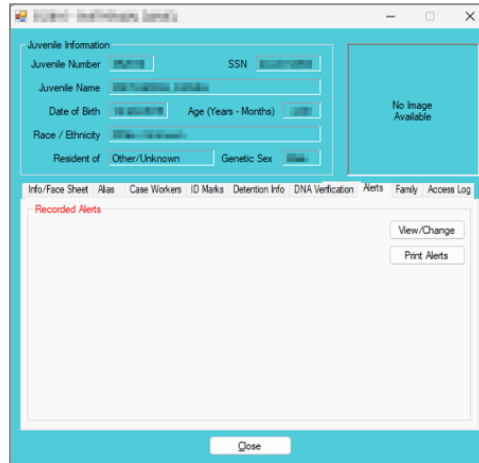 Juvenile Information
Juvenile Number SSN
Juvenile Name
No Image
Available
Date of Birth Age (Years - Months)
Race / Ethnicity
Resident of Other/Unknown Genetic Sex
Info/Face Sheet Alias Case Workers ID Marks Detention Info DNA Verification Alerts Family Access Log
Recorded Alerts
View/Change
Print Alerts
Close